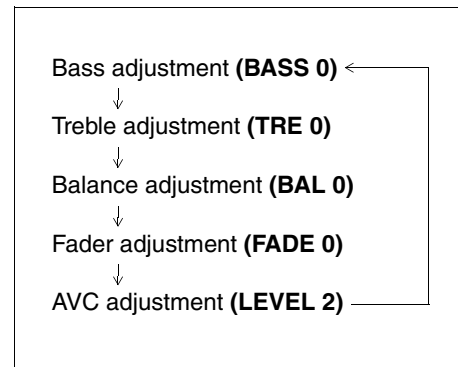 Bass adjustment (BASS 0)
Treble adjustment (TRE 0)
Balance adjustment (BAL 0)
Fader adjustment (FADE 0)
AVC adjustment (LEVEL 2)